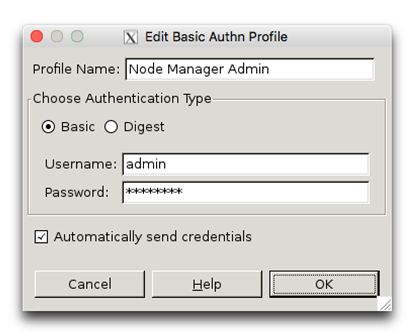 Edit Basic Authn Profile
Profile Name: Node Manager Admin
Choose Authentication Type
Basic Digest
Username: admin
Password: ********
Automatically send credentials
Cancel Help OK